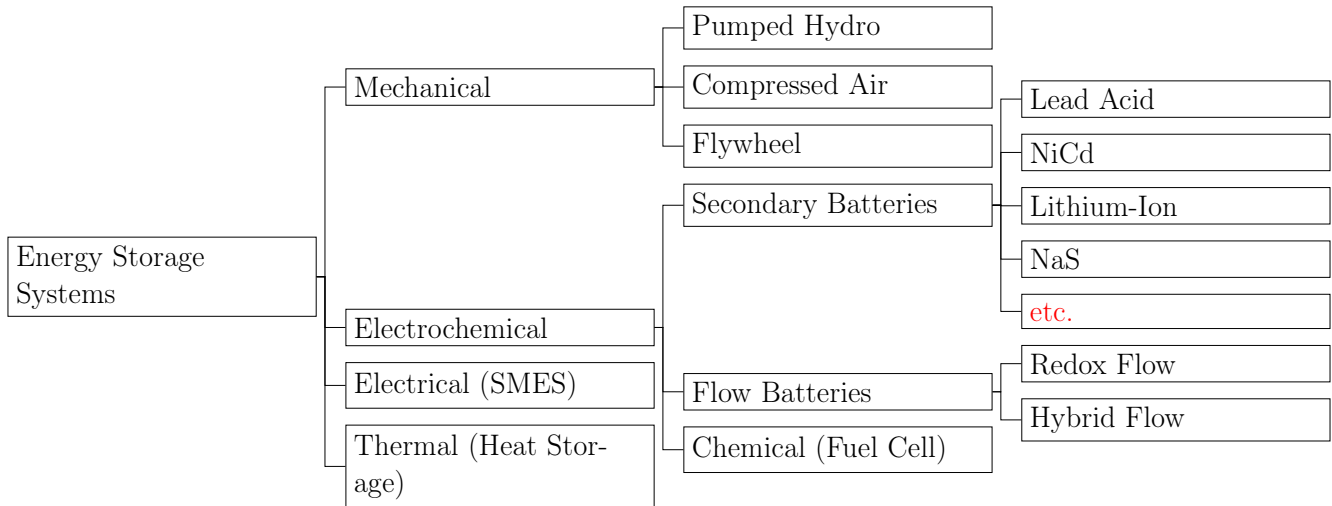 Energy Storage
Systems
Mechanical
Pumped Hydro
Compressed Air
Flywheel
Electrochemical
Secondary Batteries
Lead Acid
NiCd
Lithium-Ion
NaS
etc.
Flow Batteries
Redox Flow
Hybrid Flow
Chemical (Fuel Cell)
Electrical (SMES)
Thermal (Heat Stor-
age)